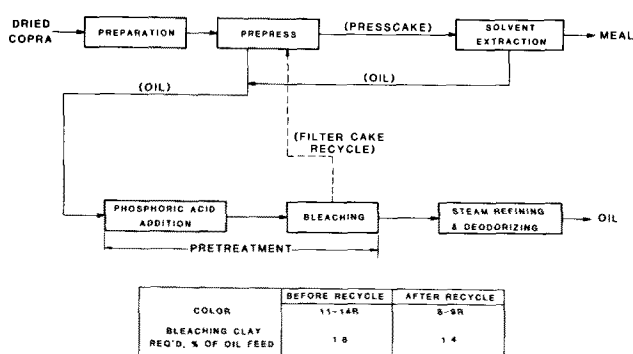 DRIED
COPRA
PREPARATION
PREPRESS
(PRESSCAKE)
SOLVENT
EXTRACTION
MEAL
(OIL)
(OIL)
(FILTER CAKE
RECYCLE)
PHOSPHORIC ACID
ADDITION
BLEACHING
STEAM REFINING
& DEODORIZING
OIL
PRETREATMENT
BEFORE RECYCLE AFTER RECYCLE
COLOR 11-14R 8-9R
BLEACHING CLAY
REQ'D, % OF OIL FEED 1.8 1.4